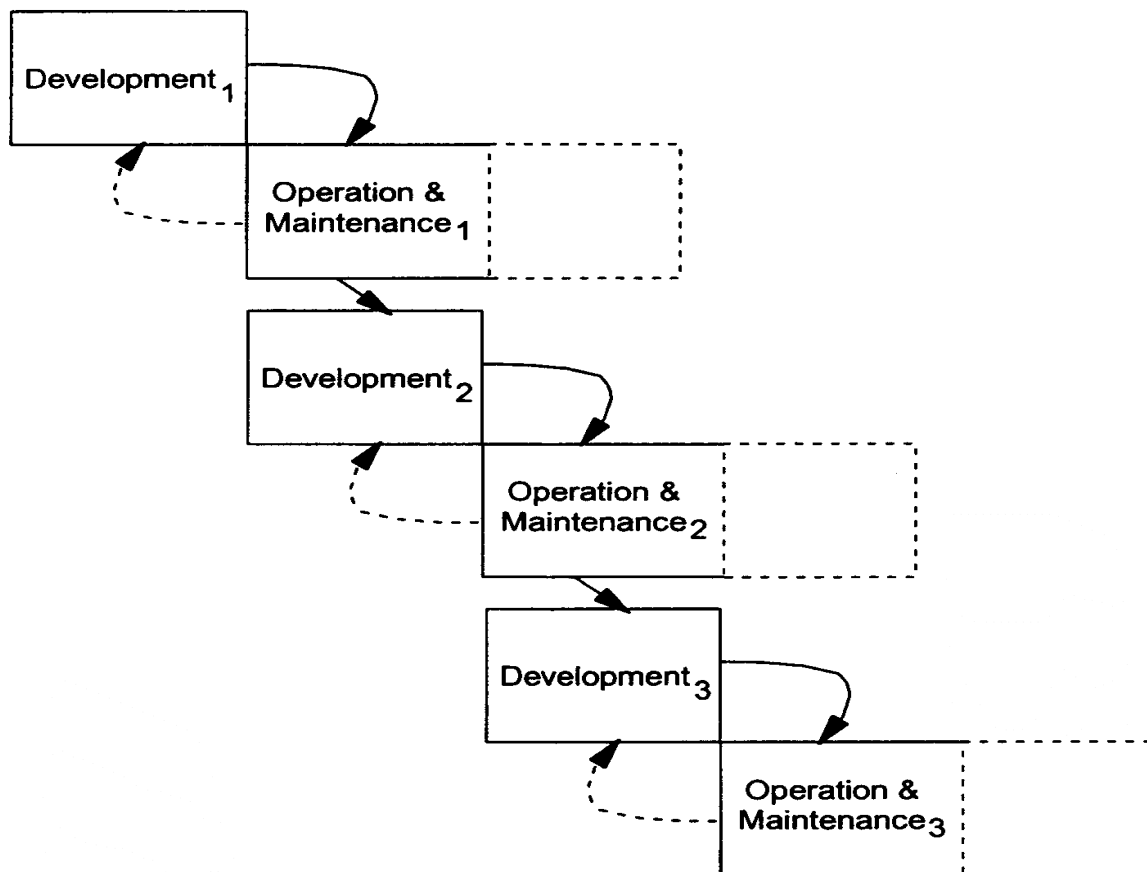 Development1
Operation &
Maintenance1
Development2
Operation &
Maintenance2
Development3
Operation &
Maintenance3